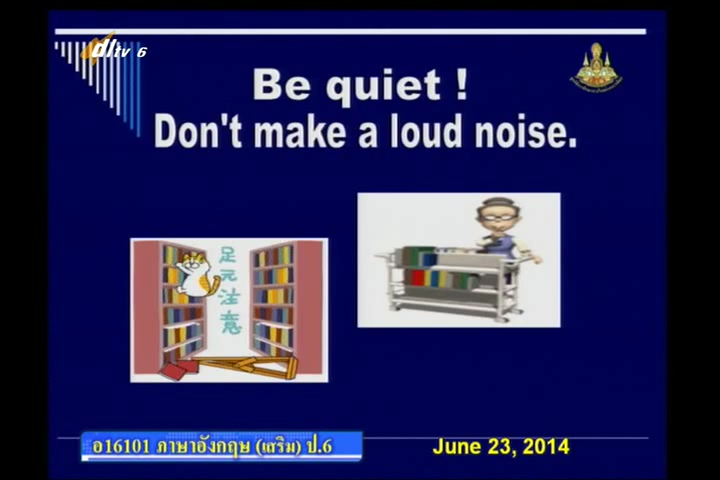 dltv 6
Be quiet !
Don't make a loud noise.
足
元
注
意
อ16101 ภาษาอังกฤษ (เสริม) ป.6
June 23, 2014